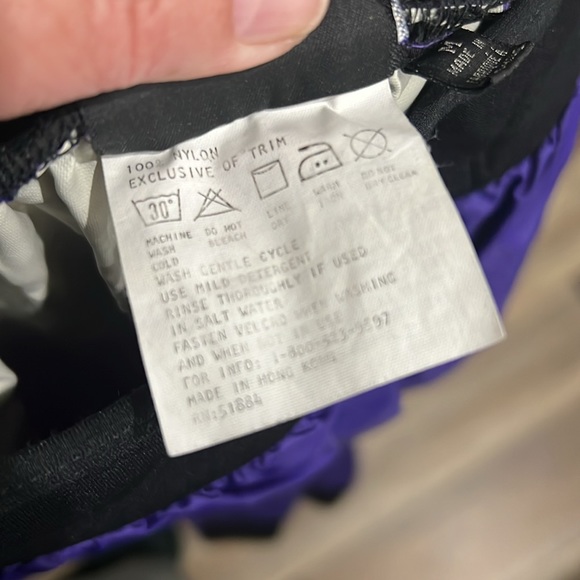 100% NYLON
EXCLUSIVE OF TRIM
30°
MACHINE WASH COLD
DO NOT BLEACH
LINE DRY
WARM
DO NOT DRY CLEAN
WASH GENTLE CYCLE
USE MILD DETERGENT
RINSE THOROUGHLY IF USED
IN SALT WATER
FASTEN VELCRO WHEN WASHING
AND WHEN NOT IN USE
FOR INFO: 1-800-
MADE IN HONG KONG
RN:51884
M
MADE IN